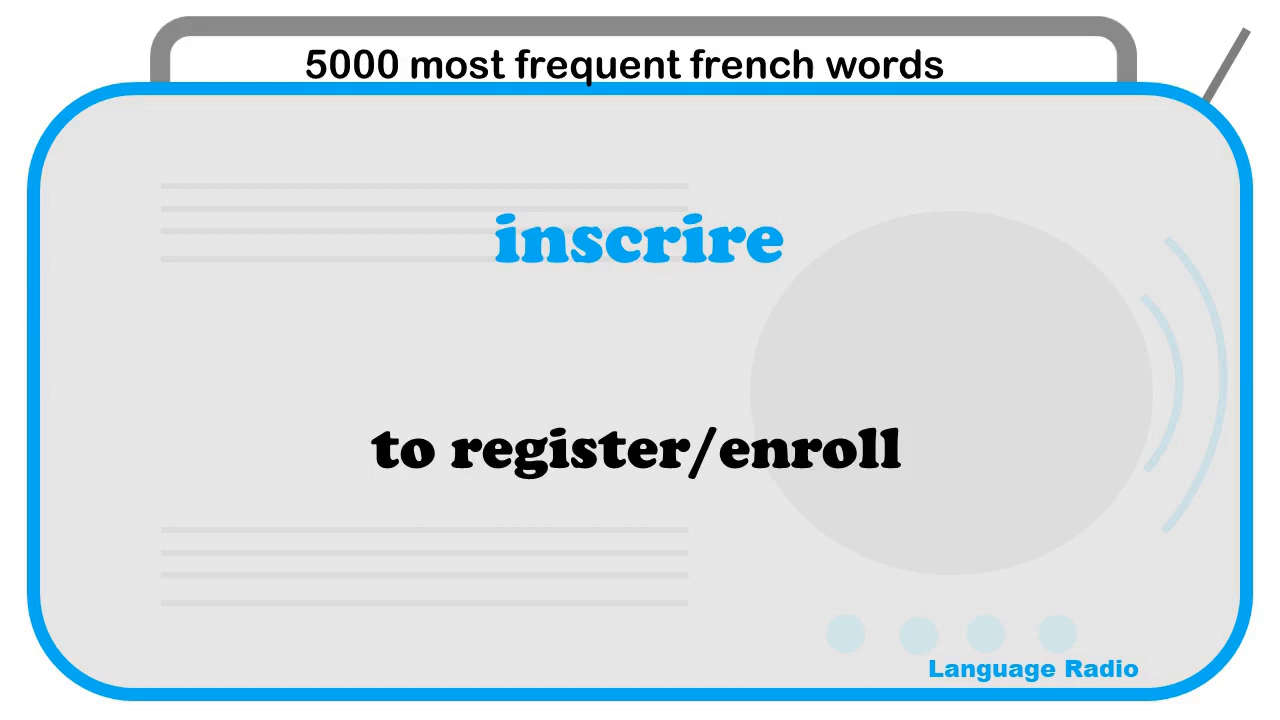 5000 most frequent french words
inscrire
to register/enroll
Language Radio